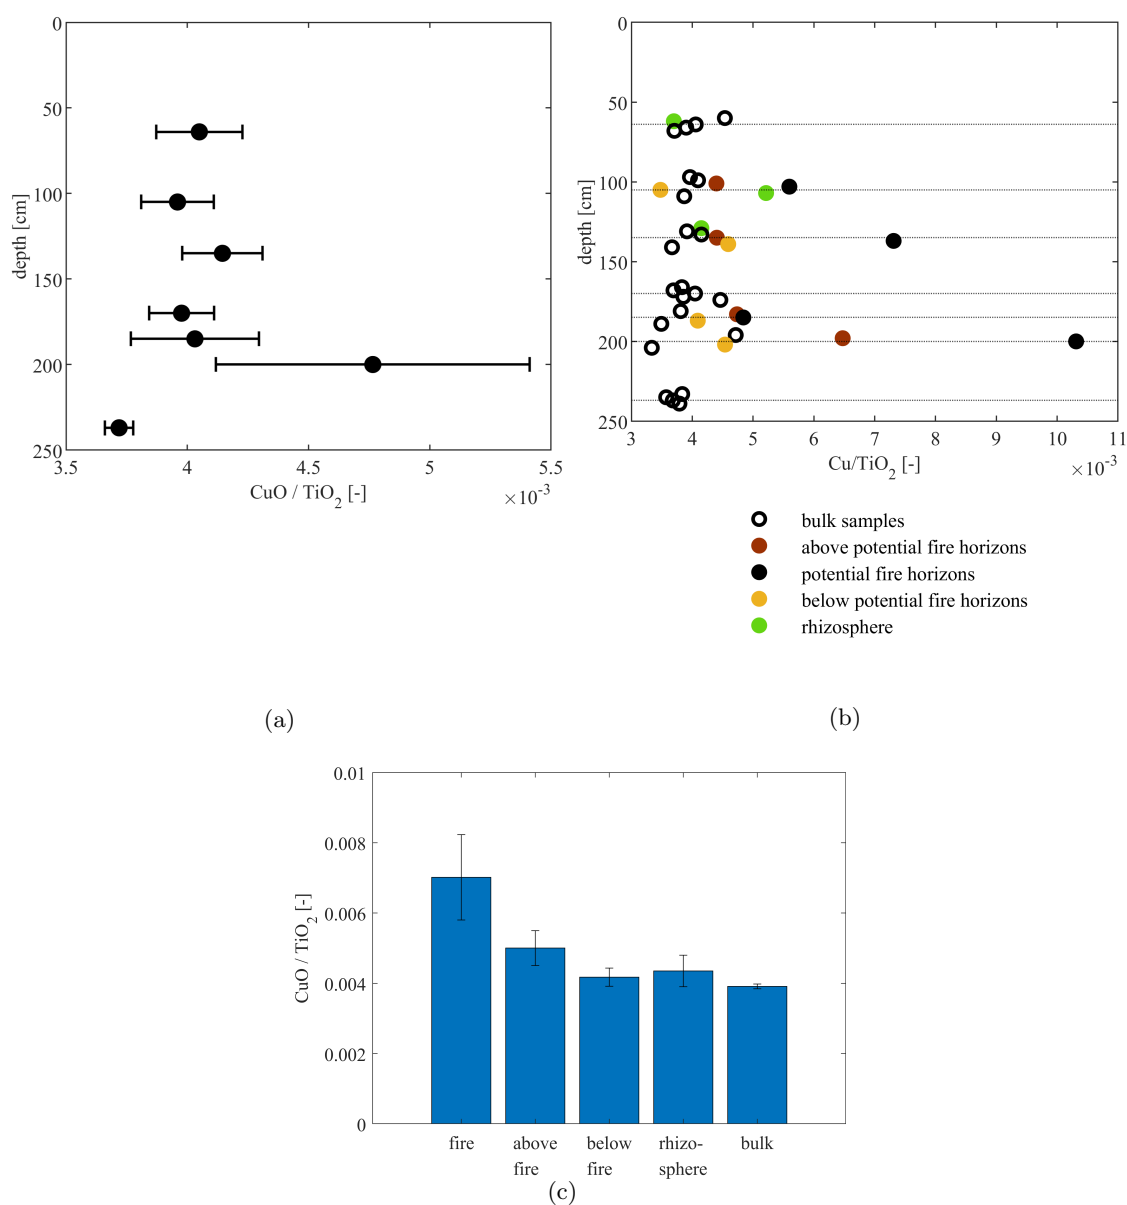 0
50
100
150
200
250
depth [cm]
3.5
4
4.5
5
5.5
CuO / TiO2 [-]
×10-3
0
50
100
150
200
250
depth [cm]
3
4
5
6
7
8
9
10
11
Cu/TiO2 [-]
×10-3
bulk samples
above potential fire horizons
potential fire horizons
below potential fire horizons
rhizosphere
(a)
(b)
0.01
0.008
0.006
0.004
0.002
0
CuO / TiO2 [-]
fire
above
fire
below
fire
rhizo-
sphere
bulk
(c)